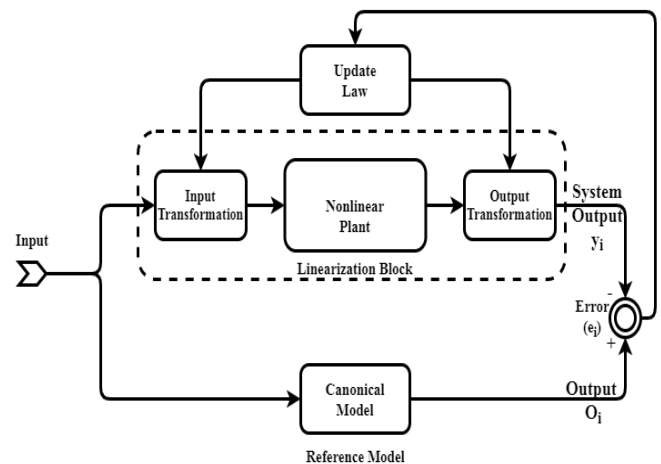 Update
Law
Input
Transformation
Nonlinear
Plant
Output
Transformation
System
Output
yi
Linearization Block
Input
-
Error
(ei)
+
Canonical
Model
Output
Oi
Reference Model